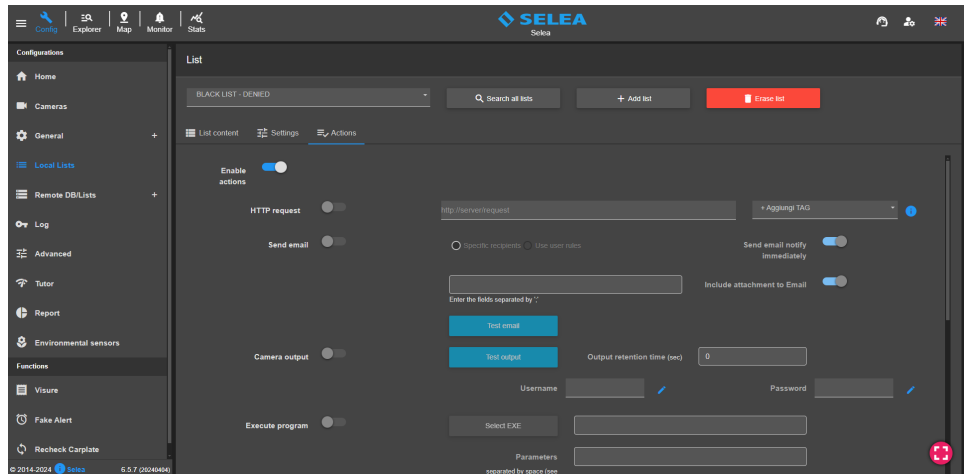 Config
Explorer
Map
Monitor
Stats
SELEA
Selea
Configurations
Home
Cameras
General +
Local Lists
Remote DB/Lists +
Log
Advanced
Tutor
Report
Environmental sensors
Functions
Visure
Fake Alert
Recheck Carplate
© 2014-2024 Selea 6.5.7 (20240404)
List
BLACK LIST - DENIED
Search all lists
+ Add list
Erase list
List content
Settings
Actions
Enable
actions
HTTP request
http://server/request
+ Aggiungi TAG
Send email
Specific recipients
Use user rules
Send email notify
immediately
Include attachment to Email
Enter the fields separated by ';'
Test email
Camera output
Test output
Output retention time (sec)
0
Username
Password
Execute program
Select EXE
Parameters
separated by space (see